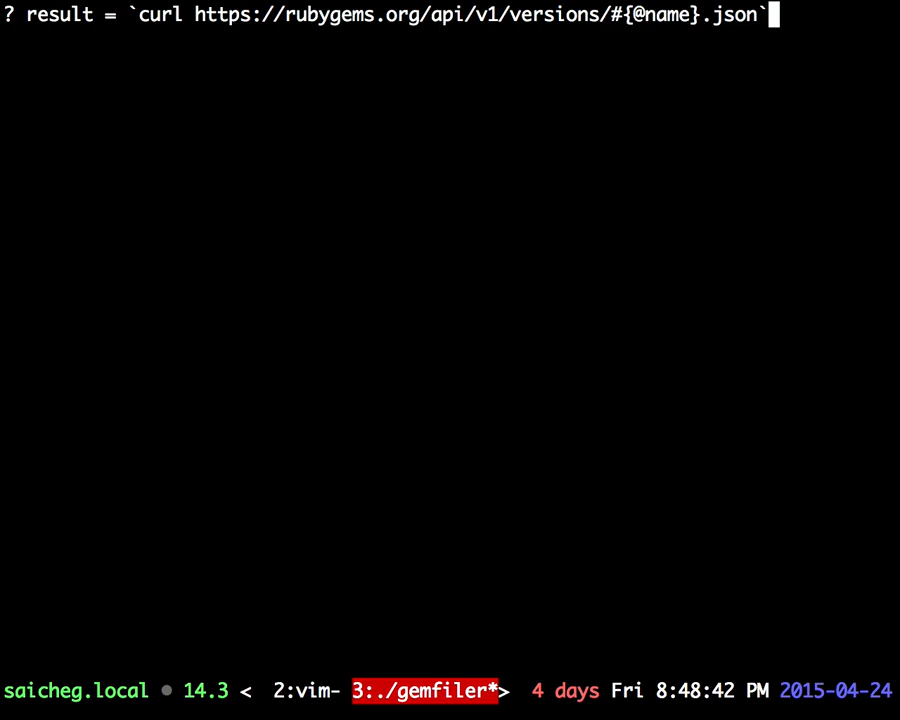 ? result = `curl https://rubygems.org/api/v1/versions/#{@name}.json`
saicheg.local ● 14.3 < 2:vim- 3:./gemfiler*> 4 days Fri 8:48:42 PM 2015-04-24